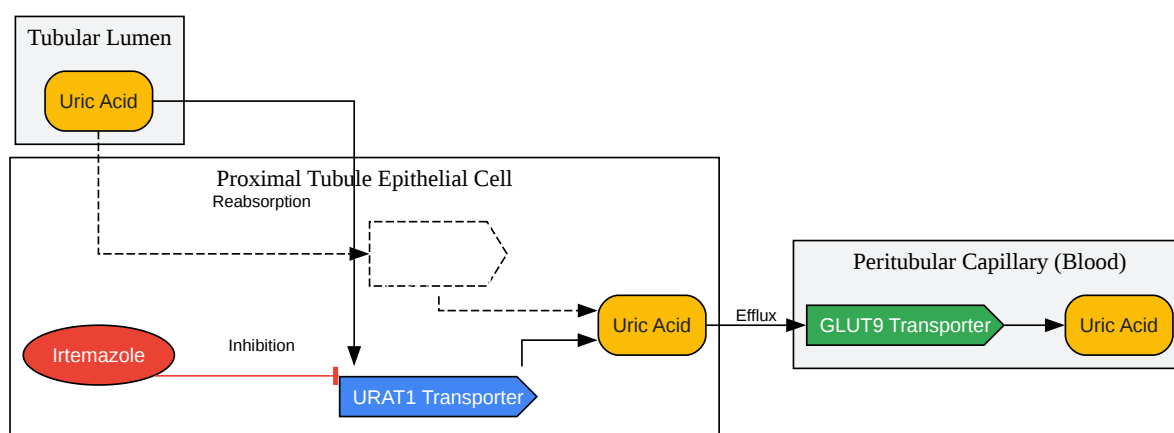 Tubular Lumen
Uric Acid
Proximal Tubule Epithelial Cell
Reabsorption
Peritubular Capillary (Blood)
Efflux
Uric Acid
GLUT9 Transporter
Uric Acid
Inhibition
Irtemazole
URAT1 Transporter